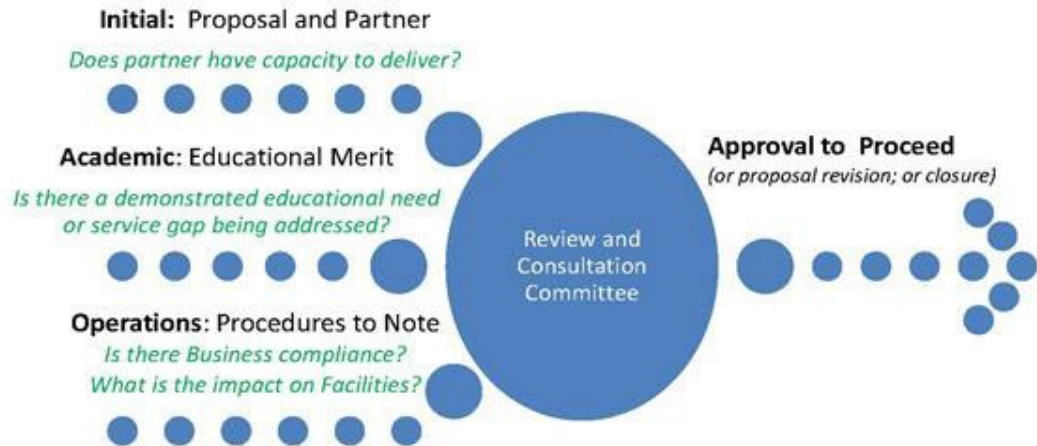 Initial: Proposal and Partner
Does partner have capacity to deliver?
Academic: Educational Merit
Is there a demonstrated educational need
or service gap being addressed?
Operations: Procedures to Note
Is there Business compliance?
What is the impact on Facilities?
Review and
Consultation
Committee
Approval to Proceed
(or proposal revision; or closure)